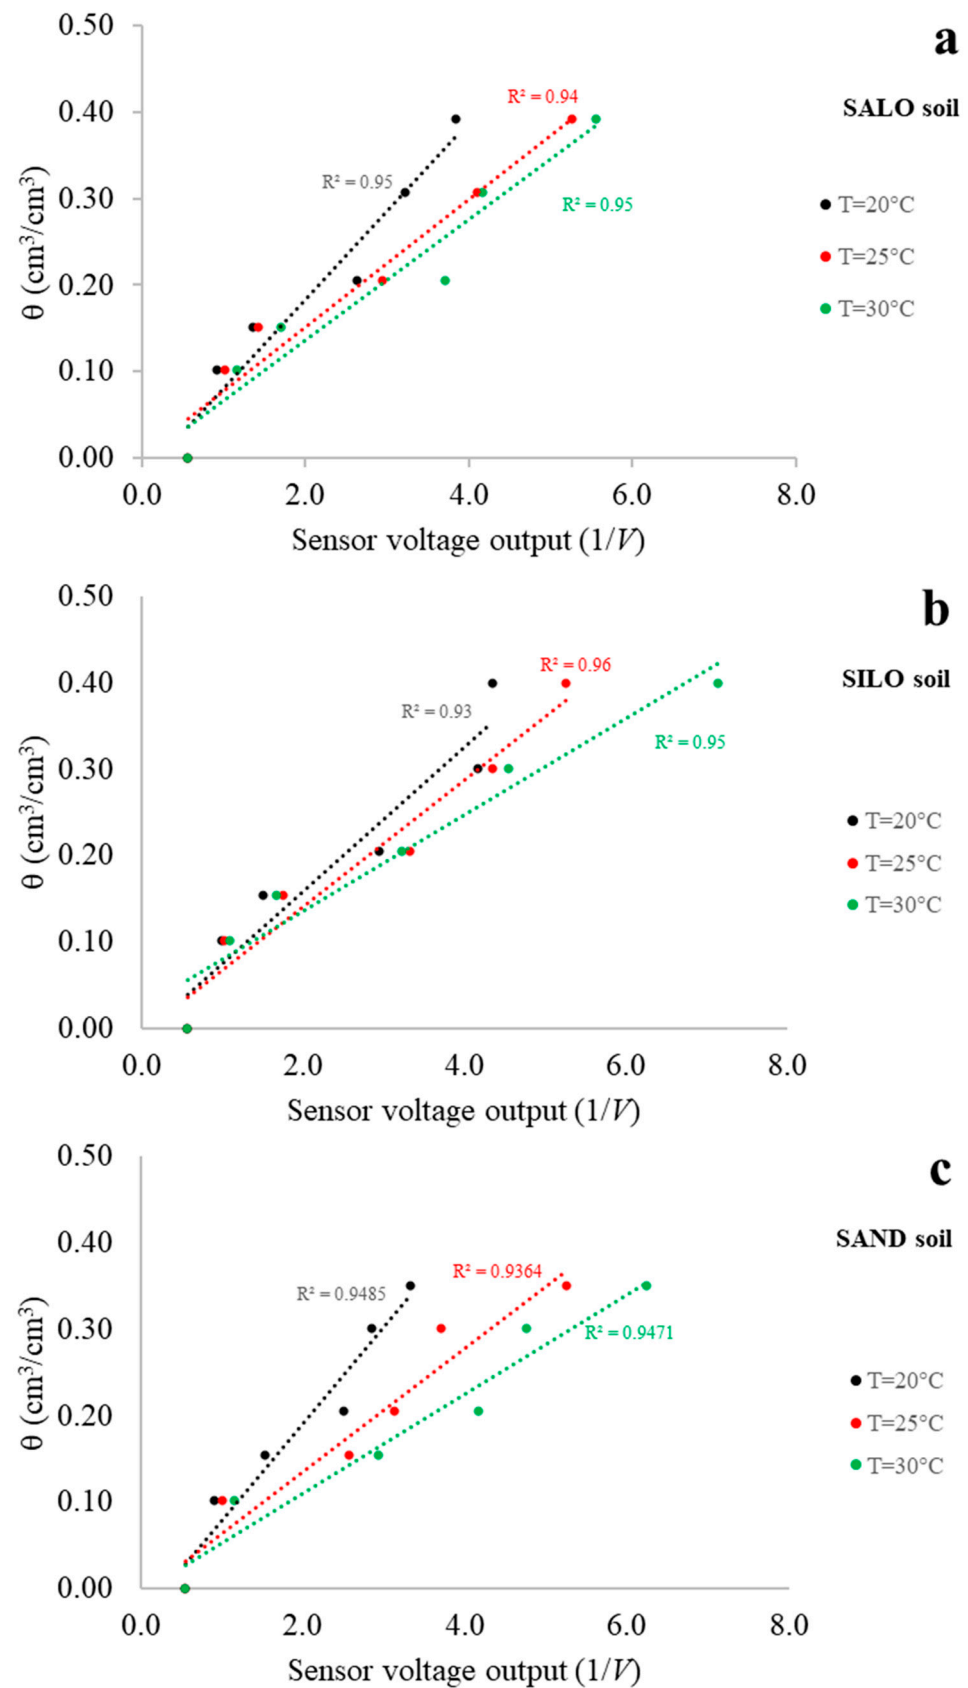 a
SALO soil
0.50
0.40
0.30
0.20
0.10
0.00
θ (cm³/cm³)
R² = 0.94
R² = 0.95
R² = 0.95
T=20°C
T=25°C
T=30°C
0.0 2.0 4.0 6.0 8.0
Sensor voltage output (1/V)
b
SILO soil
0.50
0.40
0.30
0.20
0.10
0.00
θ (cm³/cm³)
R² = 0.96
R² = 0.93
R² = 0.95
T=20°C
T=25°C
T=30°C
0.0 2.0 4.0 6.0 8.0
Sensor voltage output (1/V)
c
SAND soil
0.50
0.40
0.30
0.20
0.10
0.00
θ (cm³/cm³)
R² = 0.9364
R² = 0.9485
R² = 0.9471
T=20°C
T=25°C
T=30°C
0.0 2.0 4.0 6.0 8.0
Sensor voltage output (1/V)